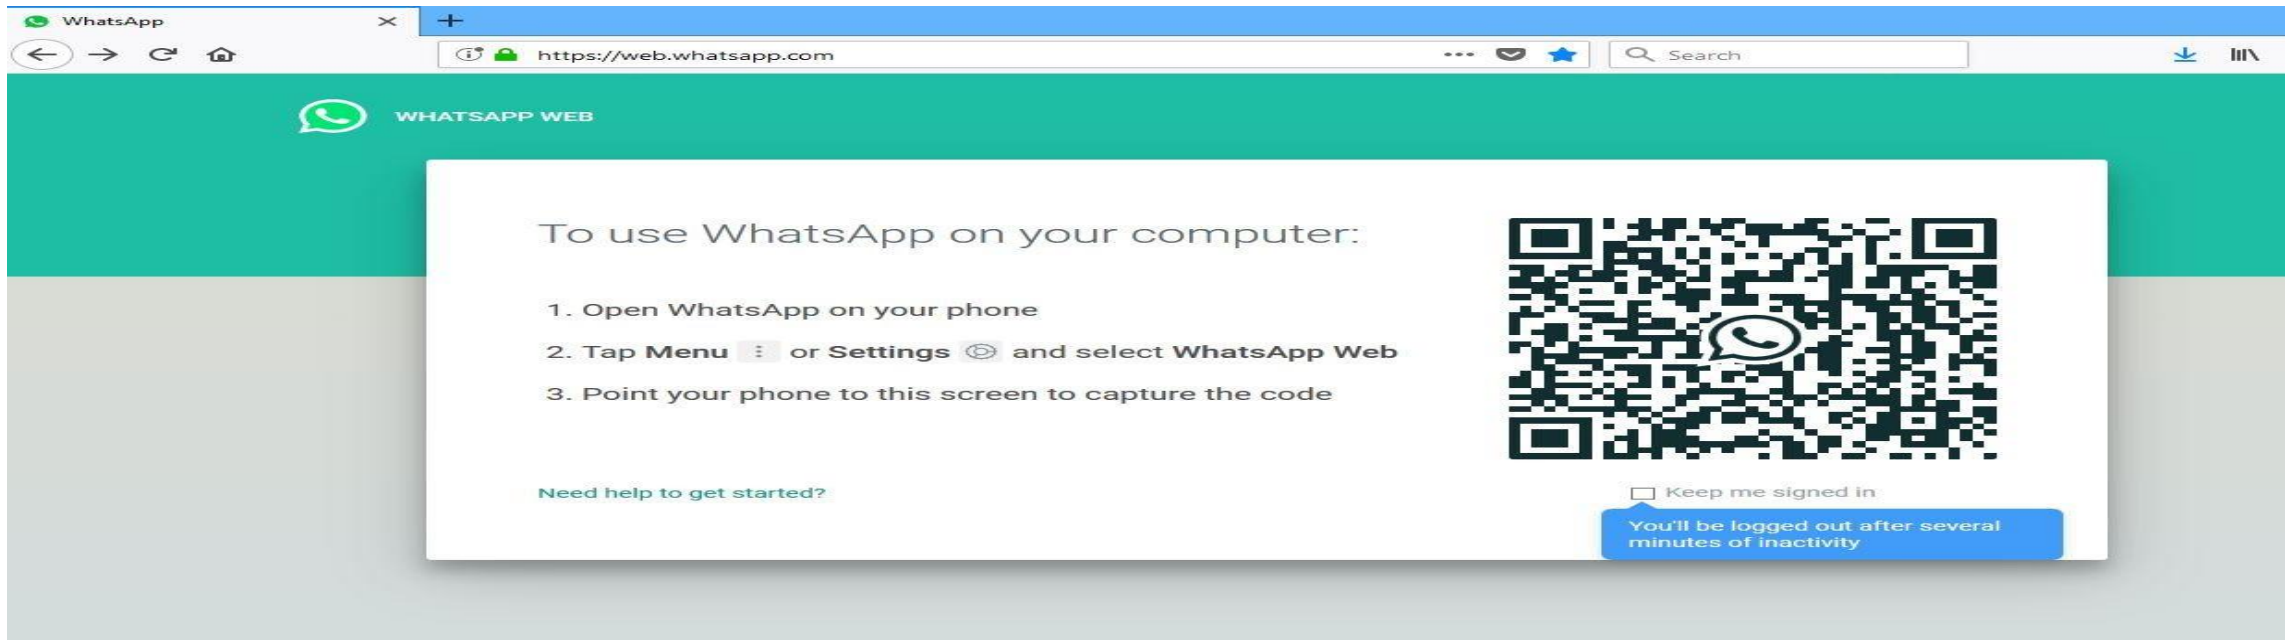 WhatsApp
https://web.whatsapp.com
Search
WHATSAPP WEB
To use WhatsApp on your computer:
1. Open WhatsApp on your phone
2. Tap Menu or Settings and select WhatsApp Web
3. Point your phone to this screen to capture the code
Need help to get started?
Keep me signed in
You'll be logged out after several
minutes of inactivity